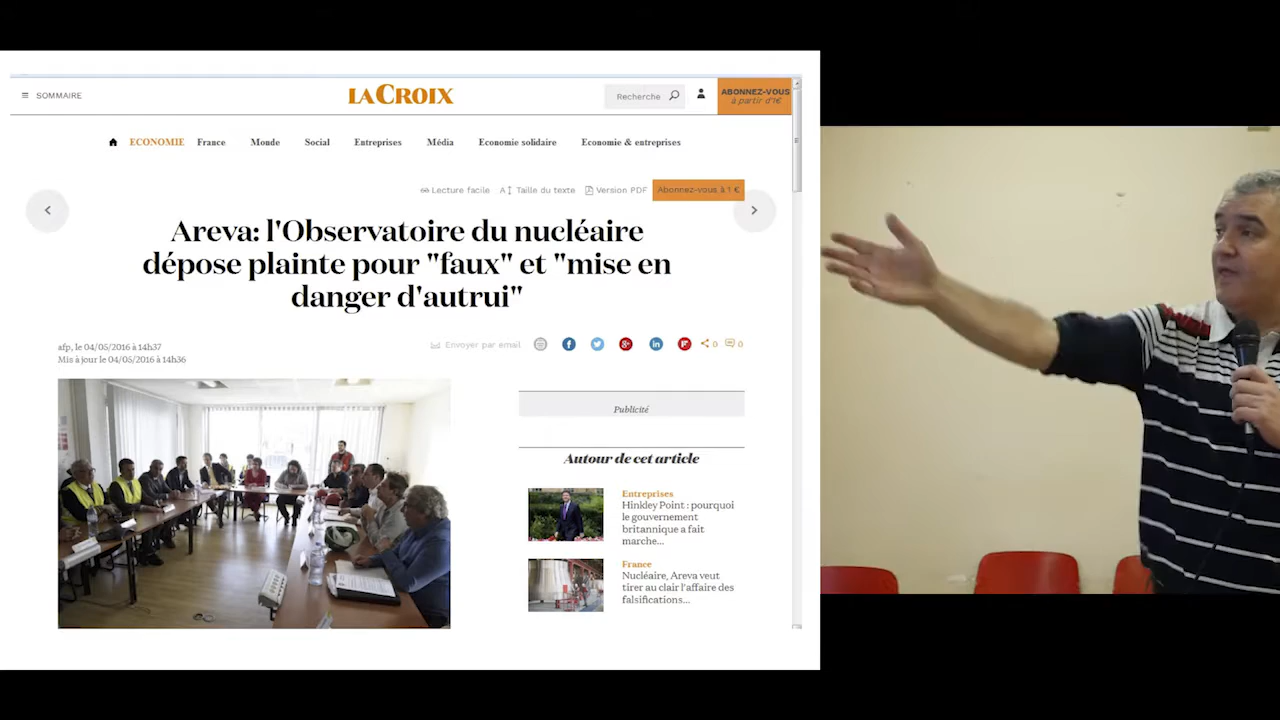 SOMMAIRE
LA CROIX
Recherche
ABONNEZ-VOUS
à partir d'1€
ECONOMIE France Monde Social Entreprises Média Economie solidaire Economie & entreprises
Lecture facile A Taille du texte Version PDF Abonnez-vous à 1 €
Areva: l'Observatoire du nucléaire
dépose plainte pour "faux" et "mise en
danger d'autrui"
afp, le 04/05/2016 à 14h37
Mis à jour le 04/05/2016 à 14h36
Envoyer par email
0 0
Publicité
Autour de cet article
Entreprises
Hinkley Point : pourquoi
le gouvernement
britannique a fait
marche...
France
Nucléaire, Areva veut
tirer au clair l'affaire des
falsifications...